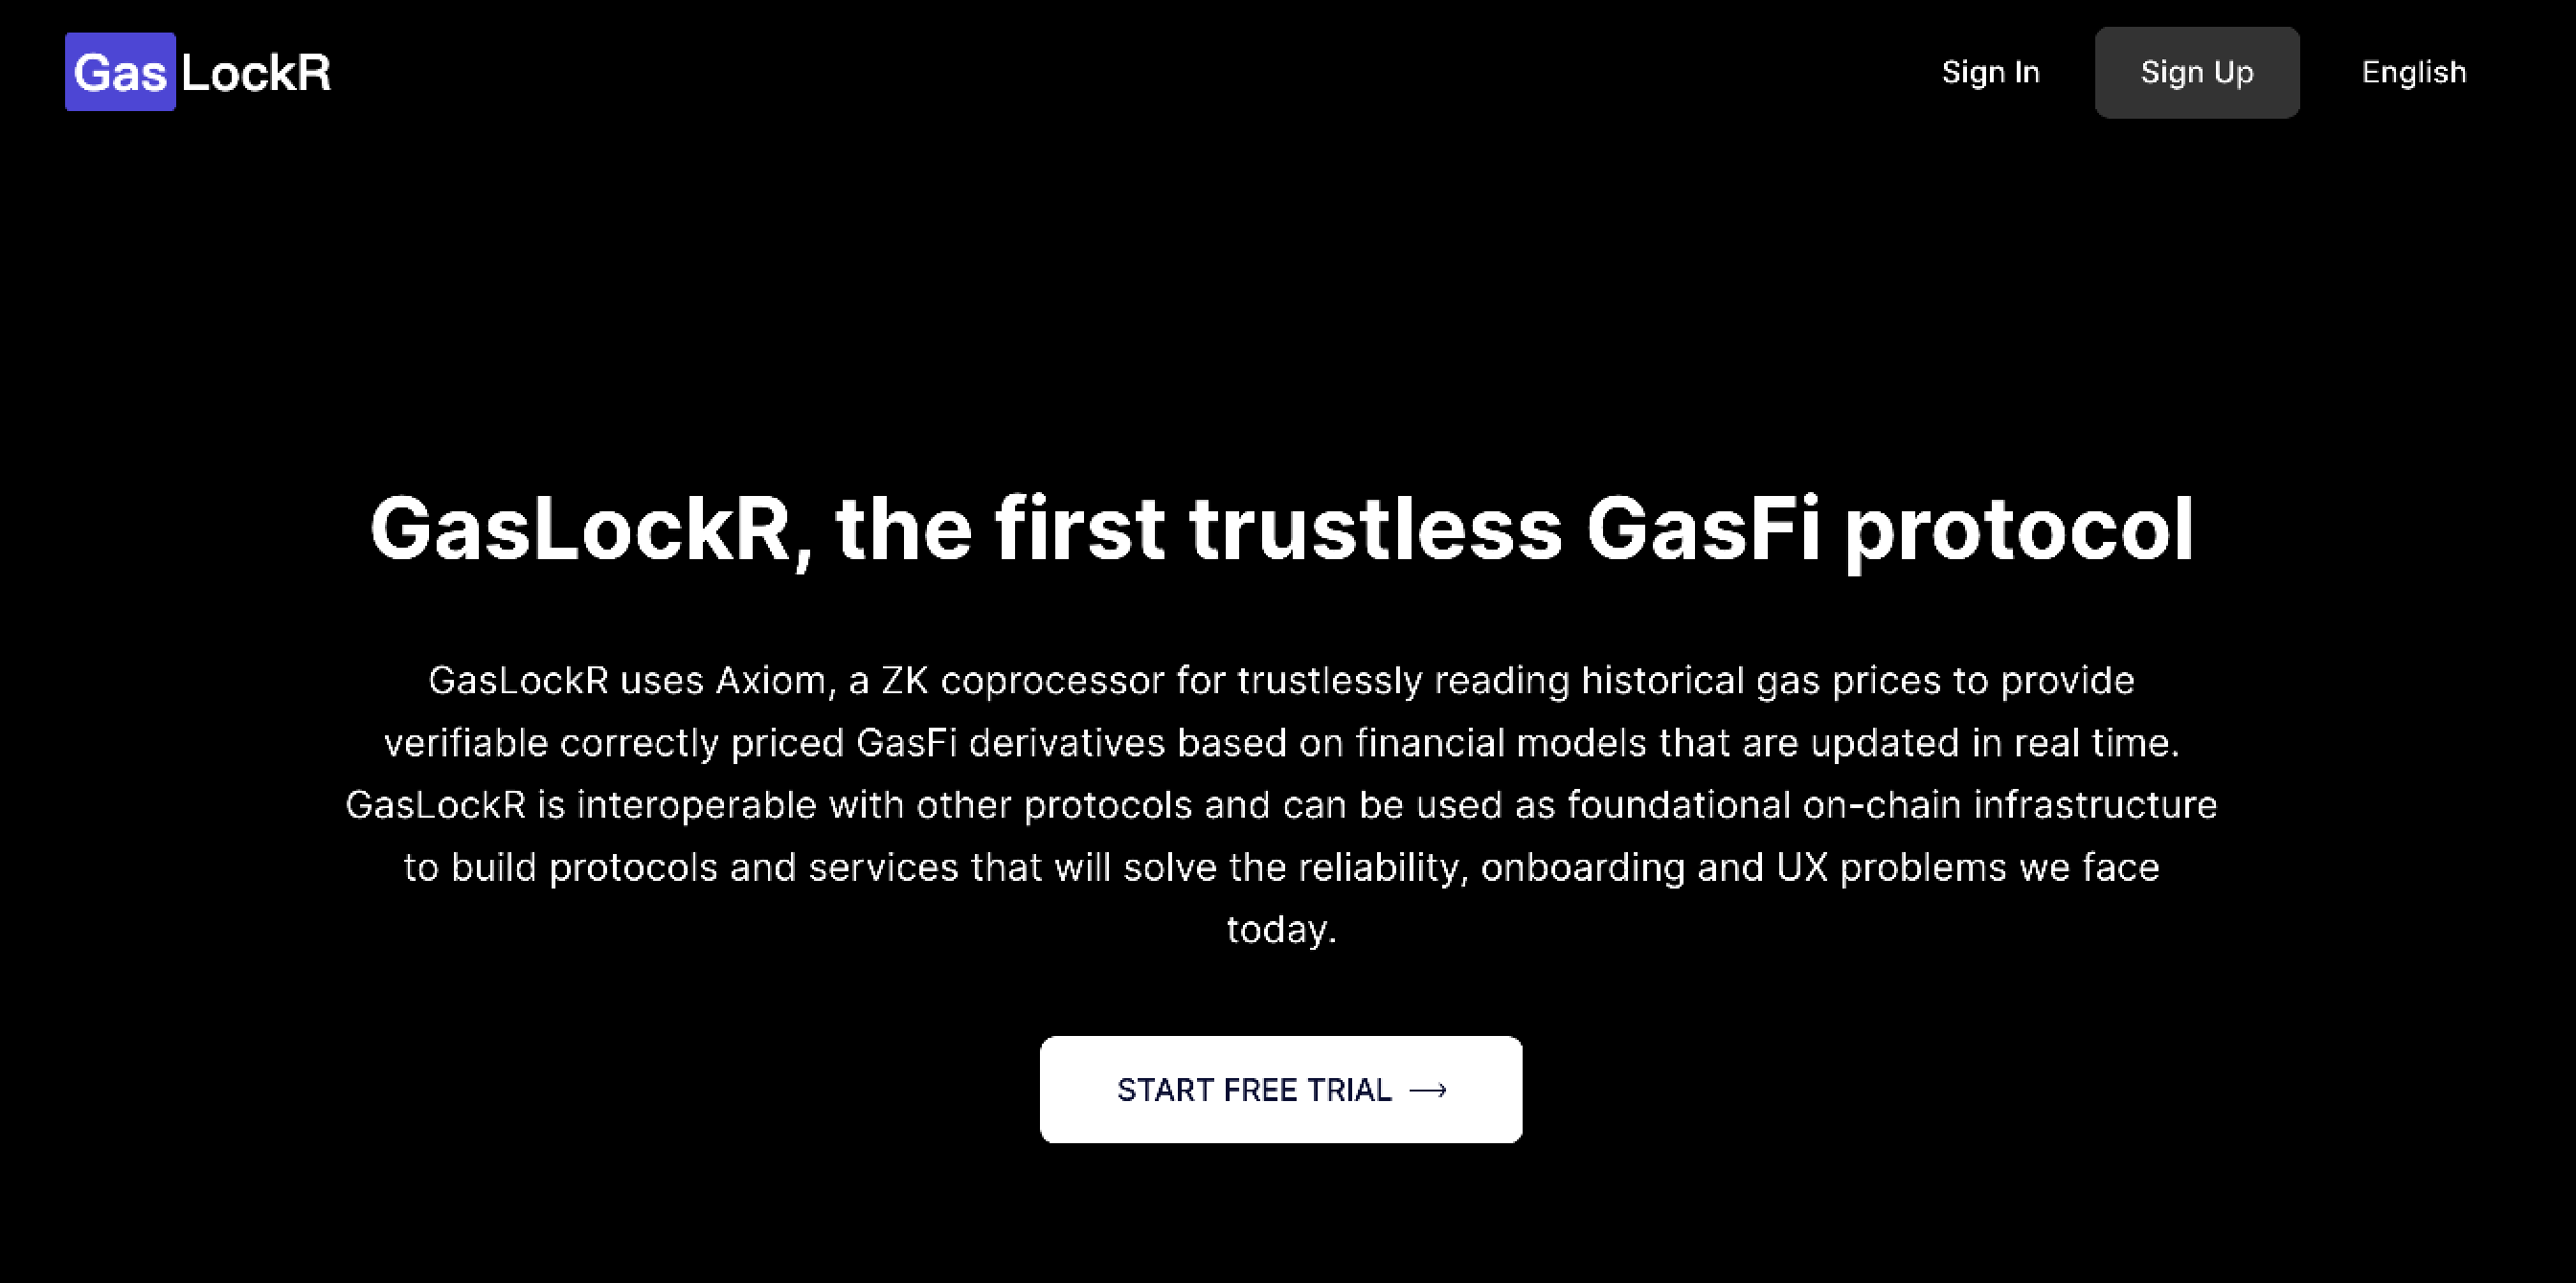 Gas LockR
Sign In
Sign Up
English
GasLockR, the first trustless GasFi protocol
GasLockR uses Axiom, a ZK coprocessor for trustlessly reading historical gas prices to provide
verifiable correctly priced GasFi derivatives based on financial models that are updated in real time.
GasLockR is interoperable with other protocols and can be used as foundational on-chain infrastructure
to build protocols and services that will solve the reliability, onboarding and UX problems we face
today.
START FREE TRIAL →